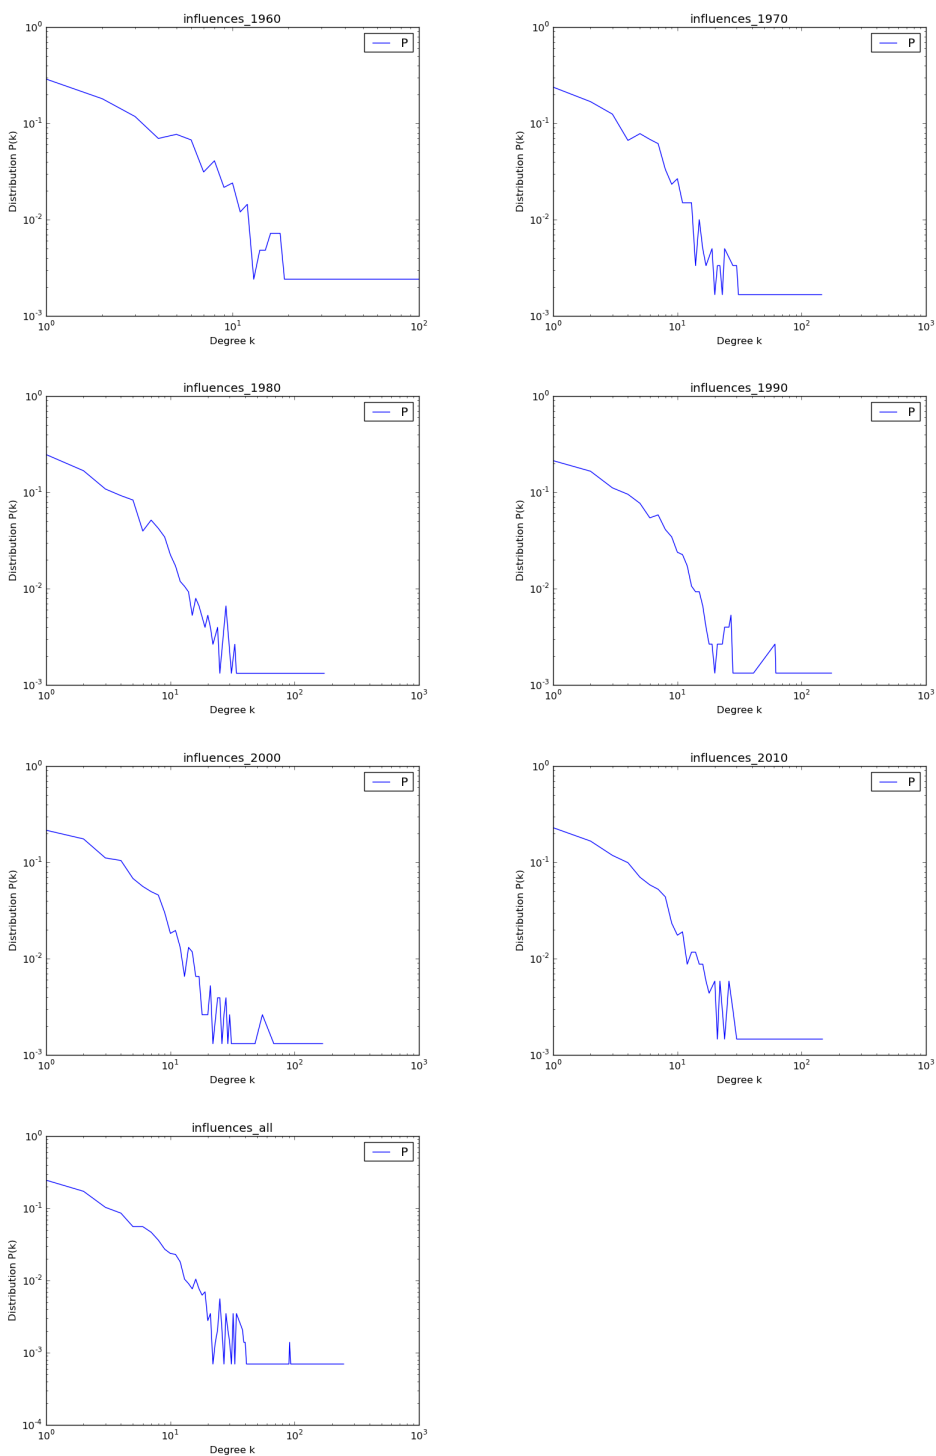 influences_1960
P
10^0
10^-1
10^-2
10^-3
Distribution P(k)
10^0 10^1 10^2
Degree k
influences_1970
P
10^0
10^-1
10^-2
10^-3
Distribution P(k)
10^0 10^1 10^2 10^3
Degree k
influences_1980
P
10^0
10^-1
10^-2
10^-3
Distribution P(k)
10^0 10^1 10^2 10^3
Degree k
influences_1990
P
10^0
10^-1
10^-2
10^-3
Distribution P(k)
10^0 10^1 10^2 10^3
Degree k
influences_2000
P
10^0
10^-1
10^-2
10^-3
Distribution P(k)
10^0 10^1 10^2 10^3
Degree k
influences_2010
P
10^0
10^-1
10^-2
10^-3
Distribution P(k)
10^0 10^1 10^2 10^3
Degree k
influences_all
P
10^0
10^-1
10^-2
10^-3
10^-4
Distribution P(k)
10^0 10^1 10^2 10^3
Degree k